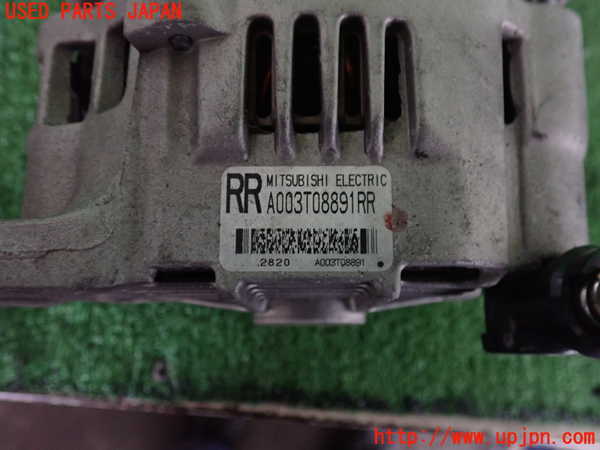 USED PARTS JAPAN
RR MITSUBISHI ELECTRIC
A003T08891RR
.2820 A003T08891
http://www.upjpn.com/